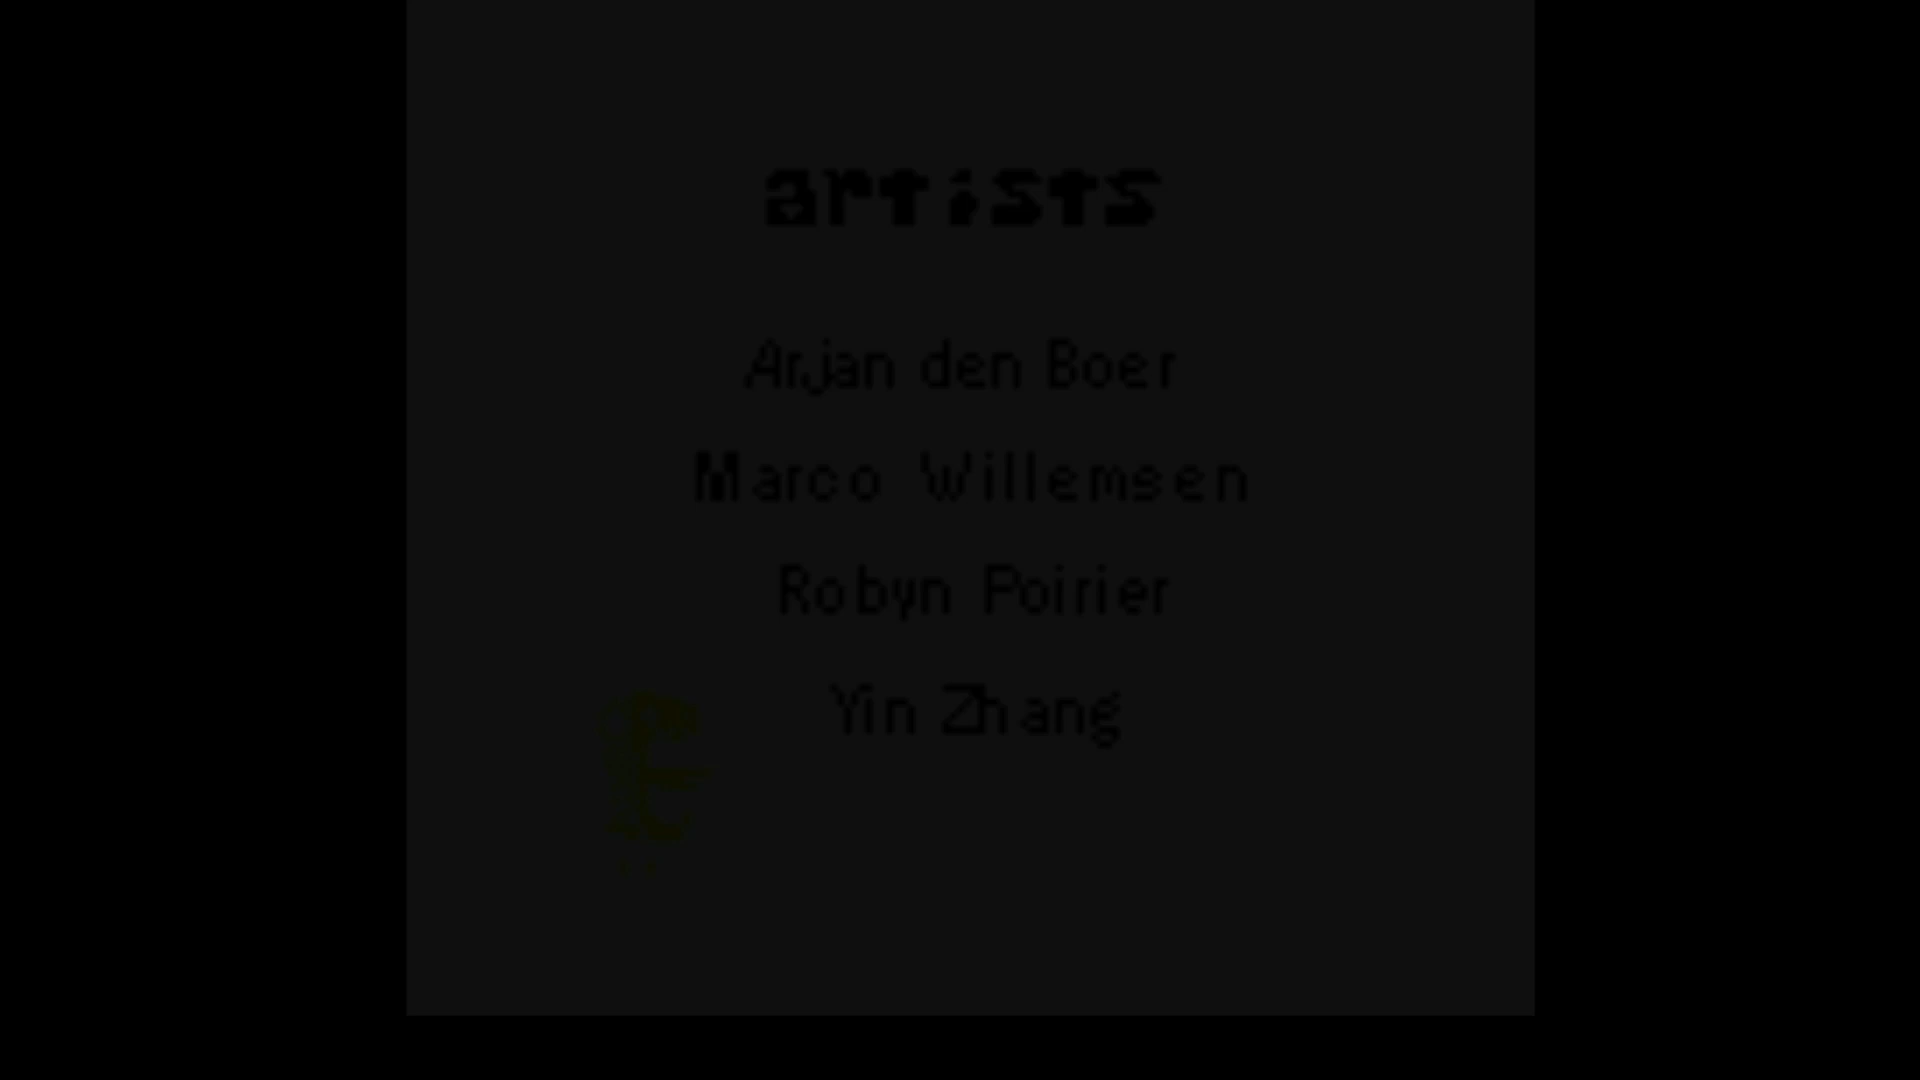 artists
Arjan den Boer
Marco Willemsen
Robyn Poirier
Yin Zhang